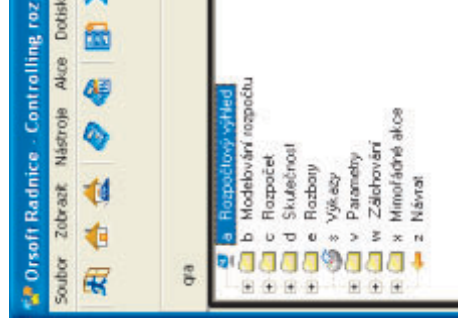 Orsoft Radnice - Controlling roz
Soubor Zobrazit Nástroje Akce Dotisk
qra
a Rozpočtový výhled
b Modelování rozpočtu
c Rozpočet
d Skutečnost
e Rozbory
s Výkazy
v Parametry
w Zálohování
x Mimořádné akce
z Návrat